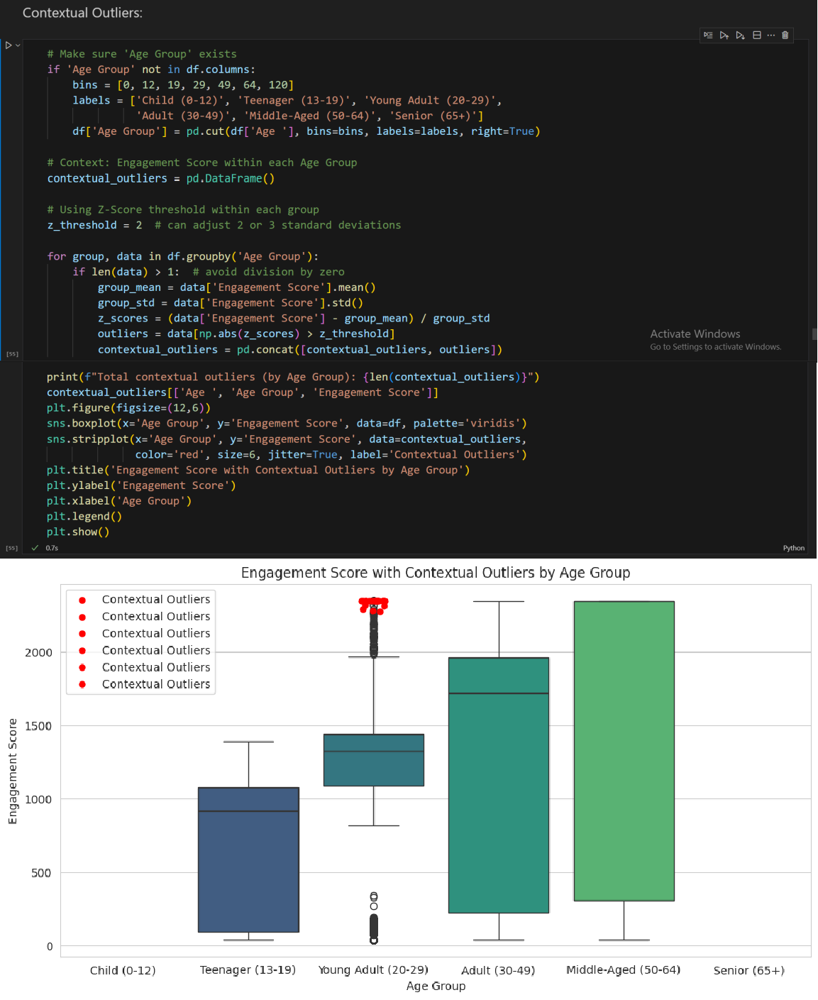 Contextual Outliers:
# Make sure 'Age Group' exists
if 'Age Group' not in df.columns:
    bins = [0, 12, 19, 29, 49, 64, 120]
    labels = ['Child (0-12)', 'Teenager (13-19)', 'Young Adult (20-29)',
              'Adult (30-49)', 'Middle-Aged (50-64)', 'Senior (65+)']
    df['Age Group'] = pd.cut(df['Age '], bins=bins, labels=labels, right=True)
# Context: Engagement Score within each Age Group
contextual_outliers = pd.DataFrame()
# Using Z-Score threshold within each group
z_threshold = 2  # can adjust 2 or 3 standard deviations
for group, data in df.groupby('Age Group'):
    if len(data) > 1:  # avoid division by zero
        group_mean = data['Engagement Score'].mean()
        group_std = data['Engagement Score'].std()
        z_scores = (data['Engagement Score'] - group_mean) / group_std
        outliers = data[np.abs(z_scores) > z_threshold]
        contextual_outliers = pd.concat([contextual_outliers, outliers])
Activate Windows
Go to Settings to activate Windows.
[55]
print(f"Total contextual outliers (by Age Group): {len(contextual_outliers)}")
contextual_outliers[['Age ', 'Age Group', 'Engagement Score']]
plt.figure(figsize=(12,6))
sns.boxplot(x='Age Group', y='Engagement Score', data=df, palette='viridis')
sns.stripplot(x='Age Group', y='Engagement Score', data=contextual_outliers,
              color='red', size=6, jitter=True, label='Contextual Outliers')
plt.title('Engagement Score with Contextual Outliers by Age Group')
plt.ylabel('Engagement Score')
plt.xlabel('Age Group')
plt.legend()
plt.show()
[55] 0.7s Python
Engagement Score with Contextual Outliers by Age Group
Contextual Outliers
Contextual Outliers
Contextual Outliers
Contextual Outliers
Contextual Outliers
Contextual Outliers
2000
1500
1000
500
0
Engagement Score
Child (0-12) Teenager (13-19) Young Adult (20-29) Adult (30-49) Middle-Aged (50-64) Senior (65+)
Age Group